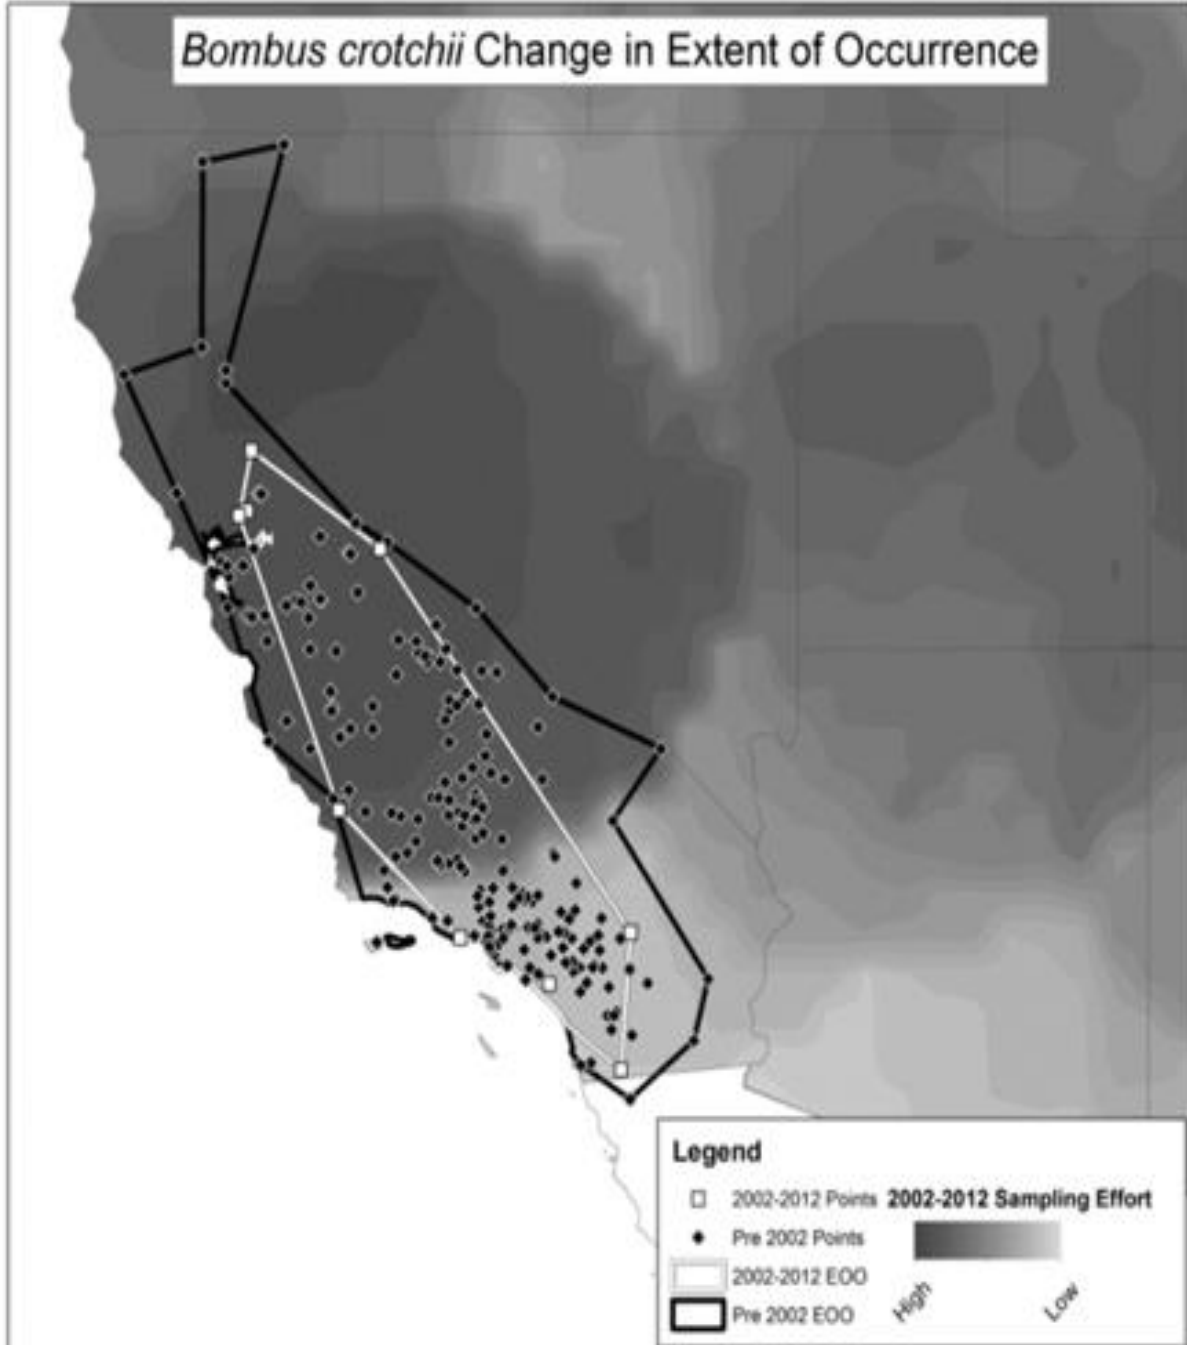 Bombus crotchii Change in Extent of Occurrence
Legend
2002-2012 Points
Pre 2002 Points
2002-2012 EOO
Pre 2002 EOO
2002-2012 Sampling Effort
High
Low